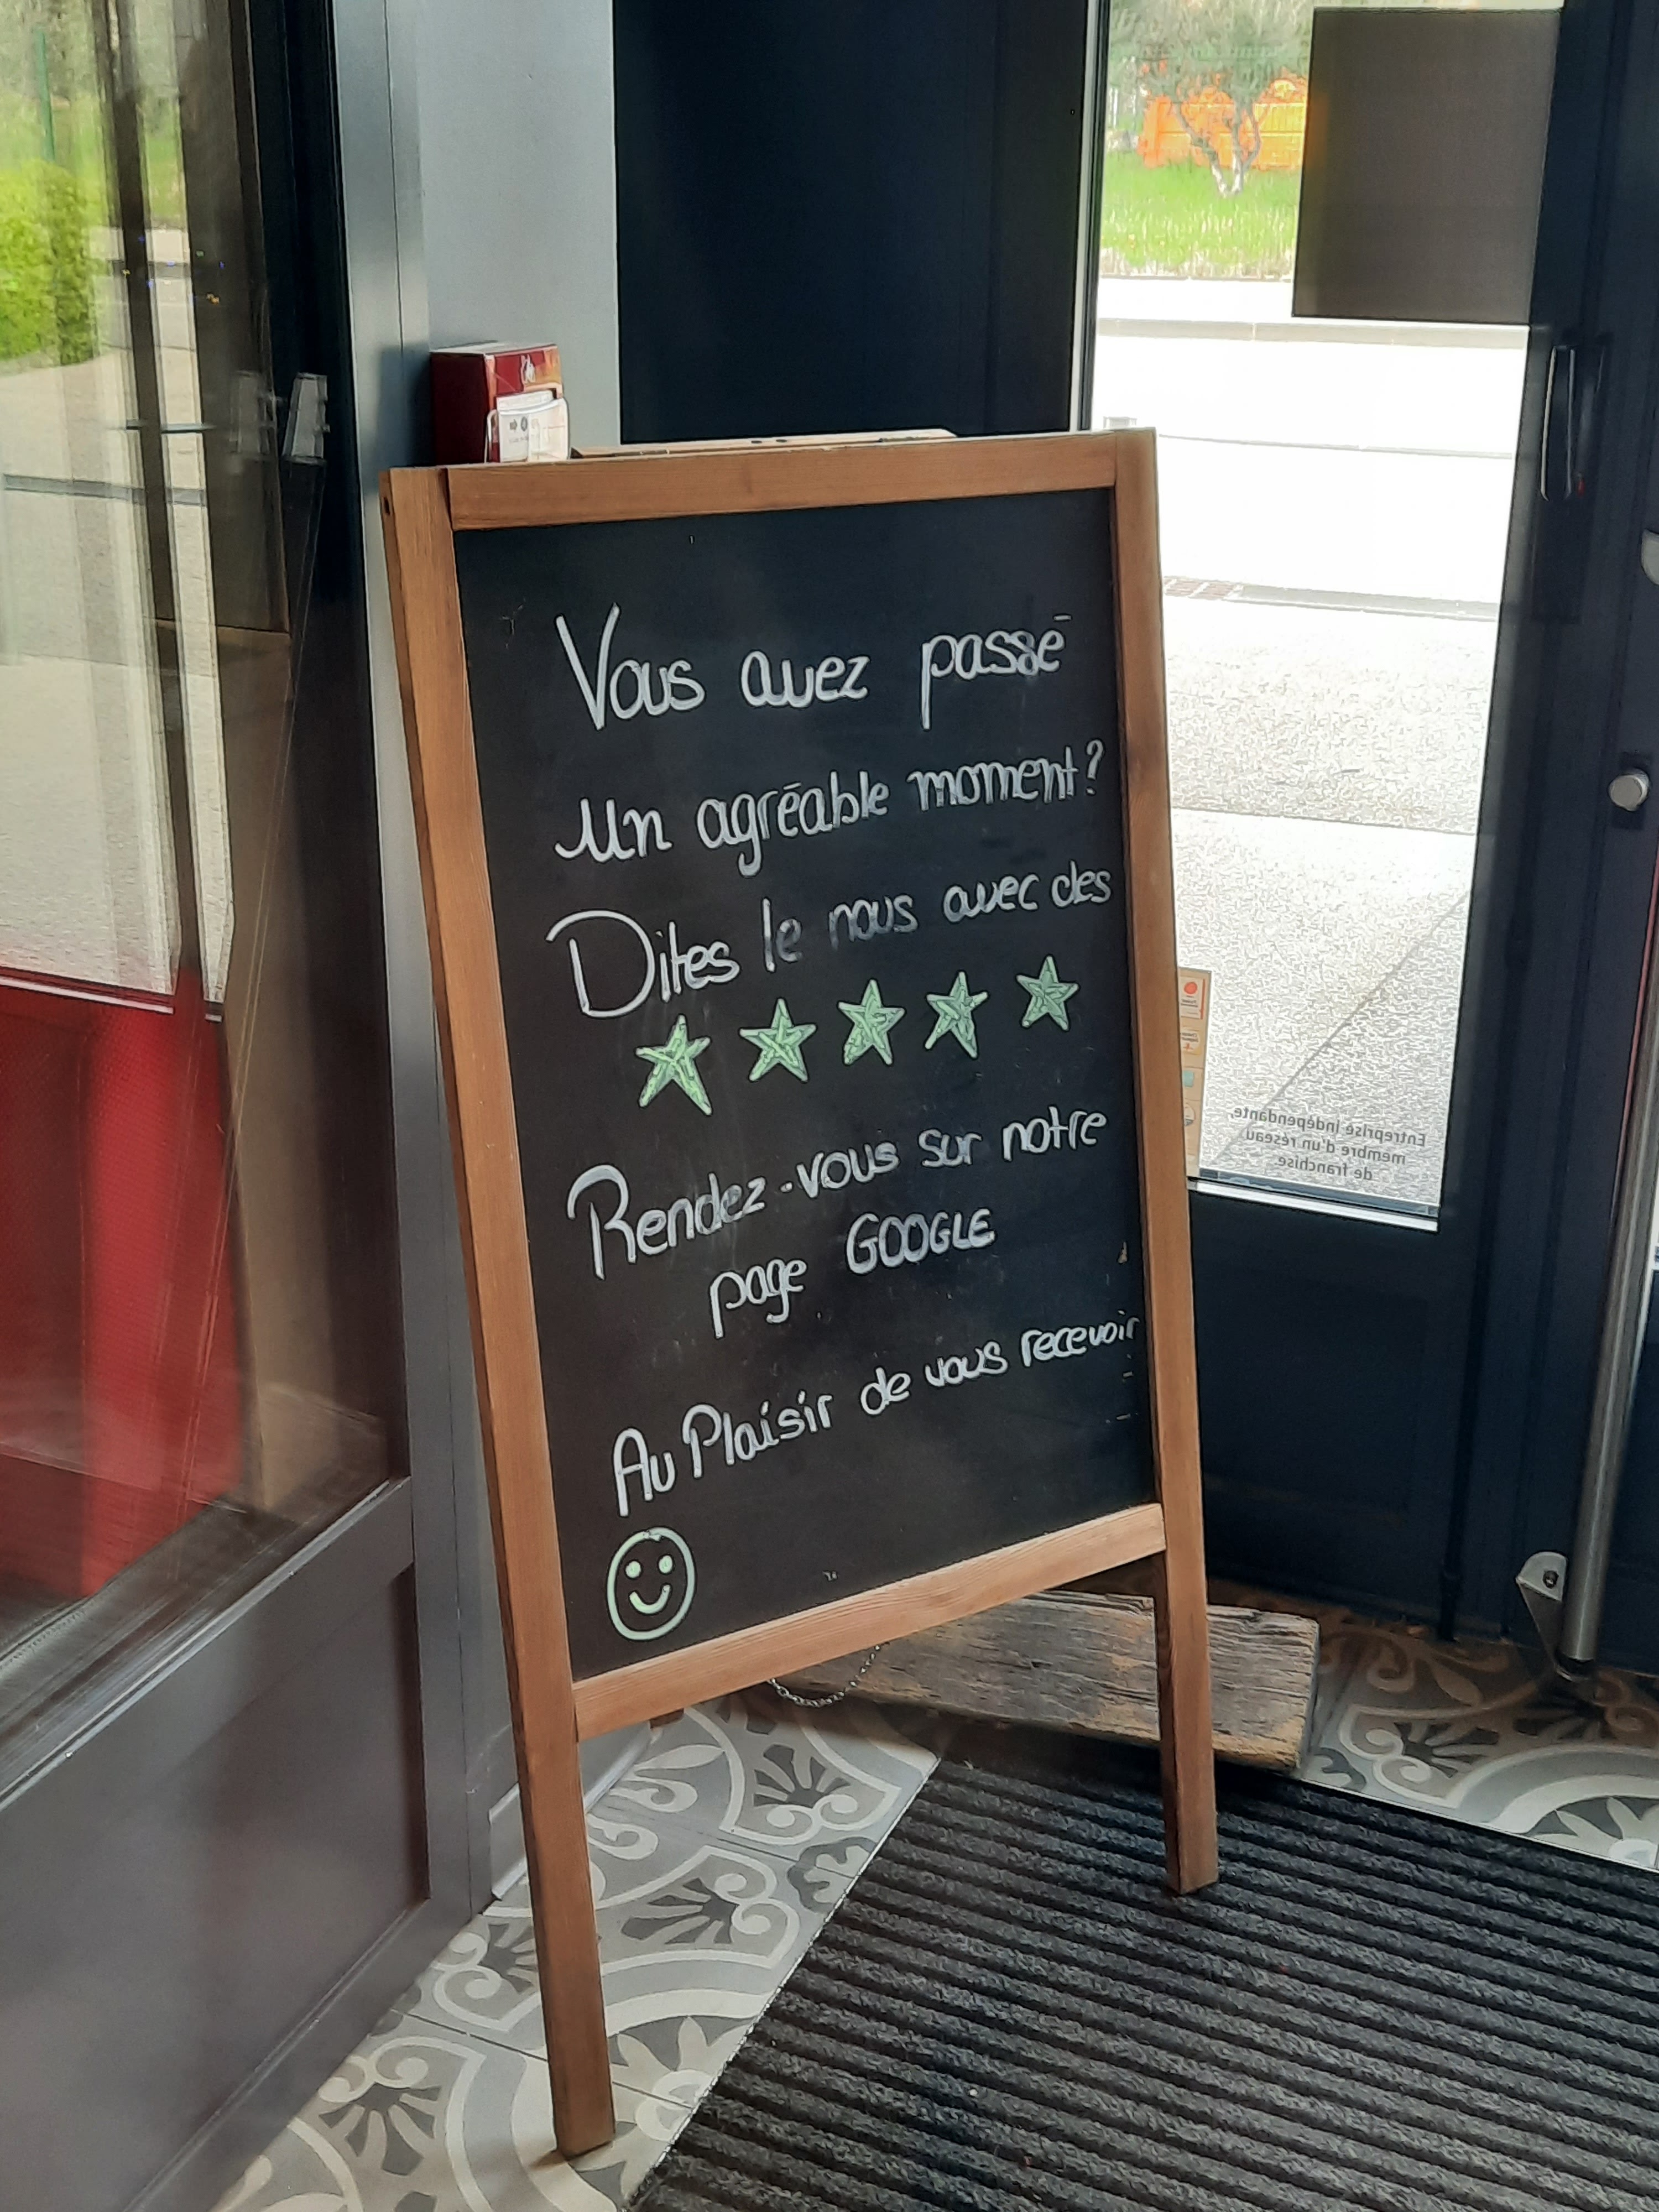 Vous avez passé
Un agréable moment?
Dites le nous avec des
Rendez-vous sur notre
page GOOGLE
Au Plaisir de vous recevoir
Entreprise indépendante,
membre d'un réseau
de franchise.